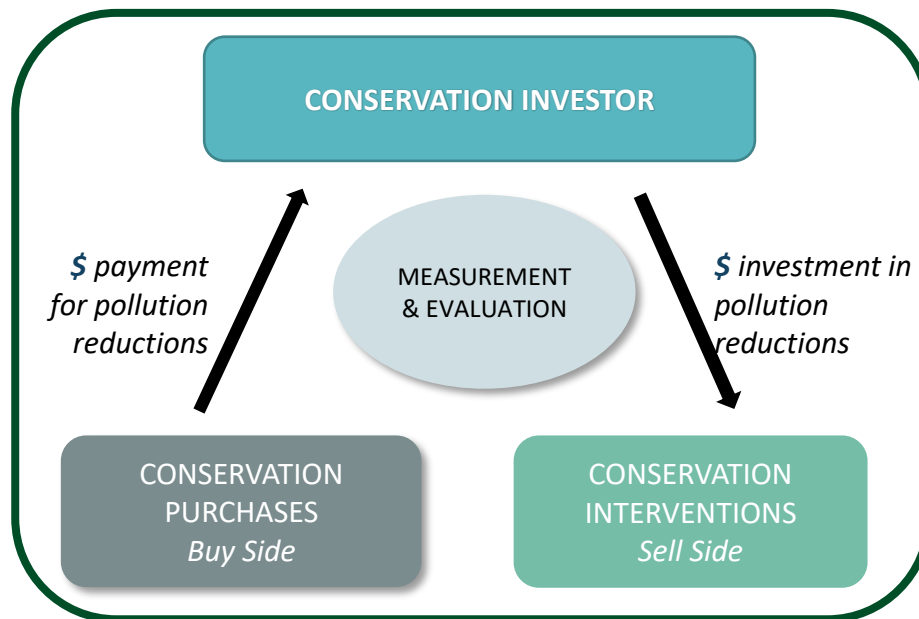 CONSERVATION INVESTOR
$ payment
for pollution
reductions
MEASUREMENT
& EVALUATION
$ investment in
pollution
reductions
CONSERVATION
PURCHASES
Buy Side
CONSERVATION
INTERVENTIONS
Sell Side